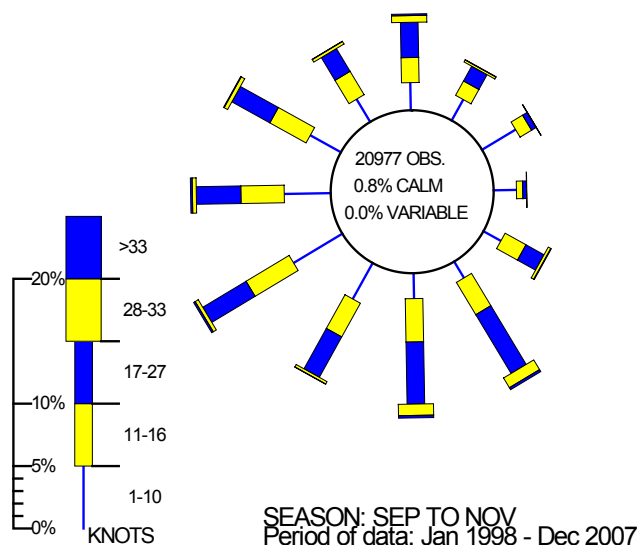 20977 OBS.
0.8% CALM
0.0% VARIABLE
>33
20%
28-33
17-27
10%
11-16
5%
1-10
0%
KNOTS
SEASON: SEP TO NOV
Period of data: Jan 1998 - Dec 2007